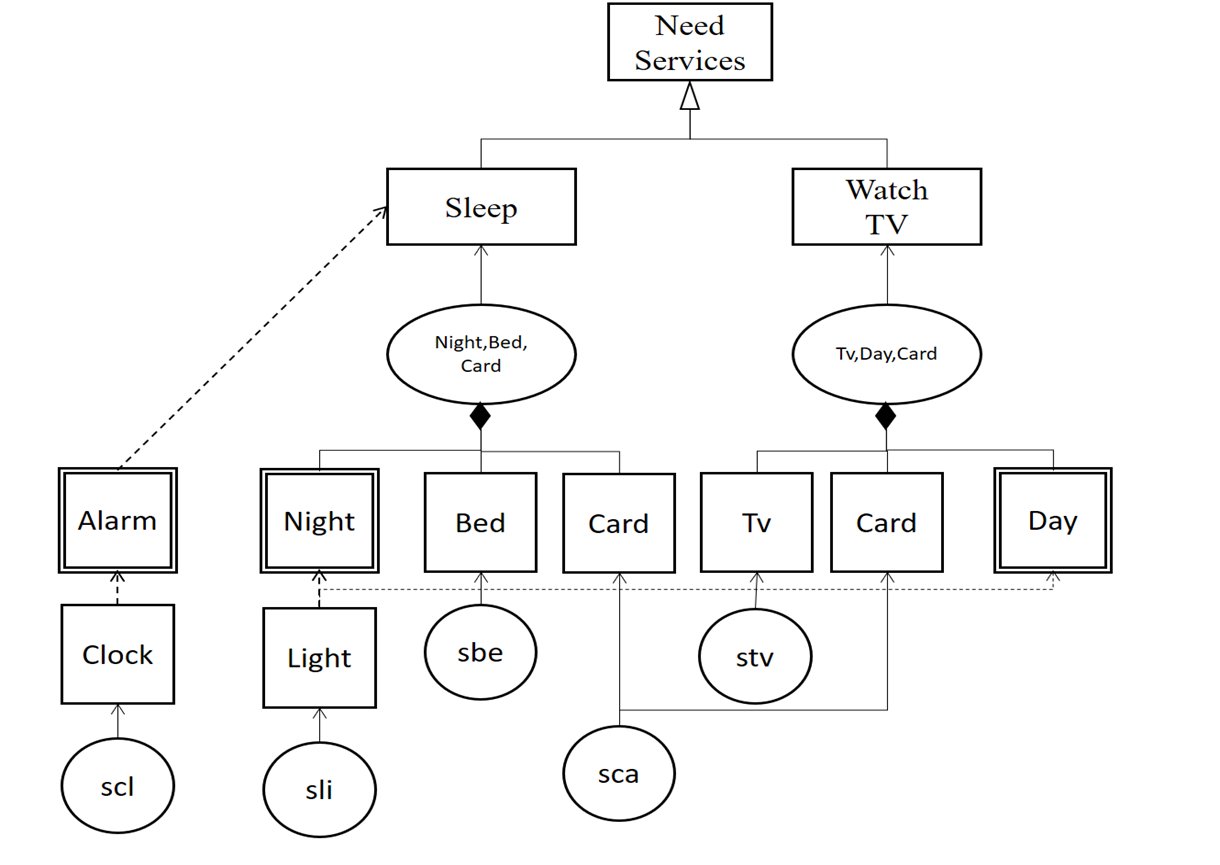 Need
Services
Sleep
Watch
TV
Night,Bed,
Card
Tv,Day,Card
Alarm
Night
Bed
Card
Tv
Card
Day
Clock
Light
sbe
stv
scl
sli
sca